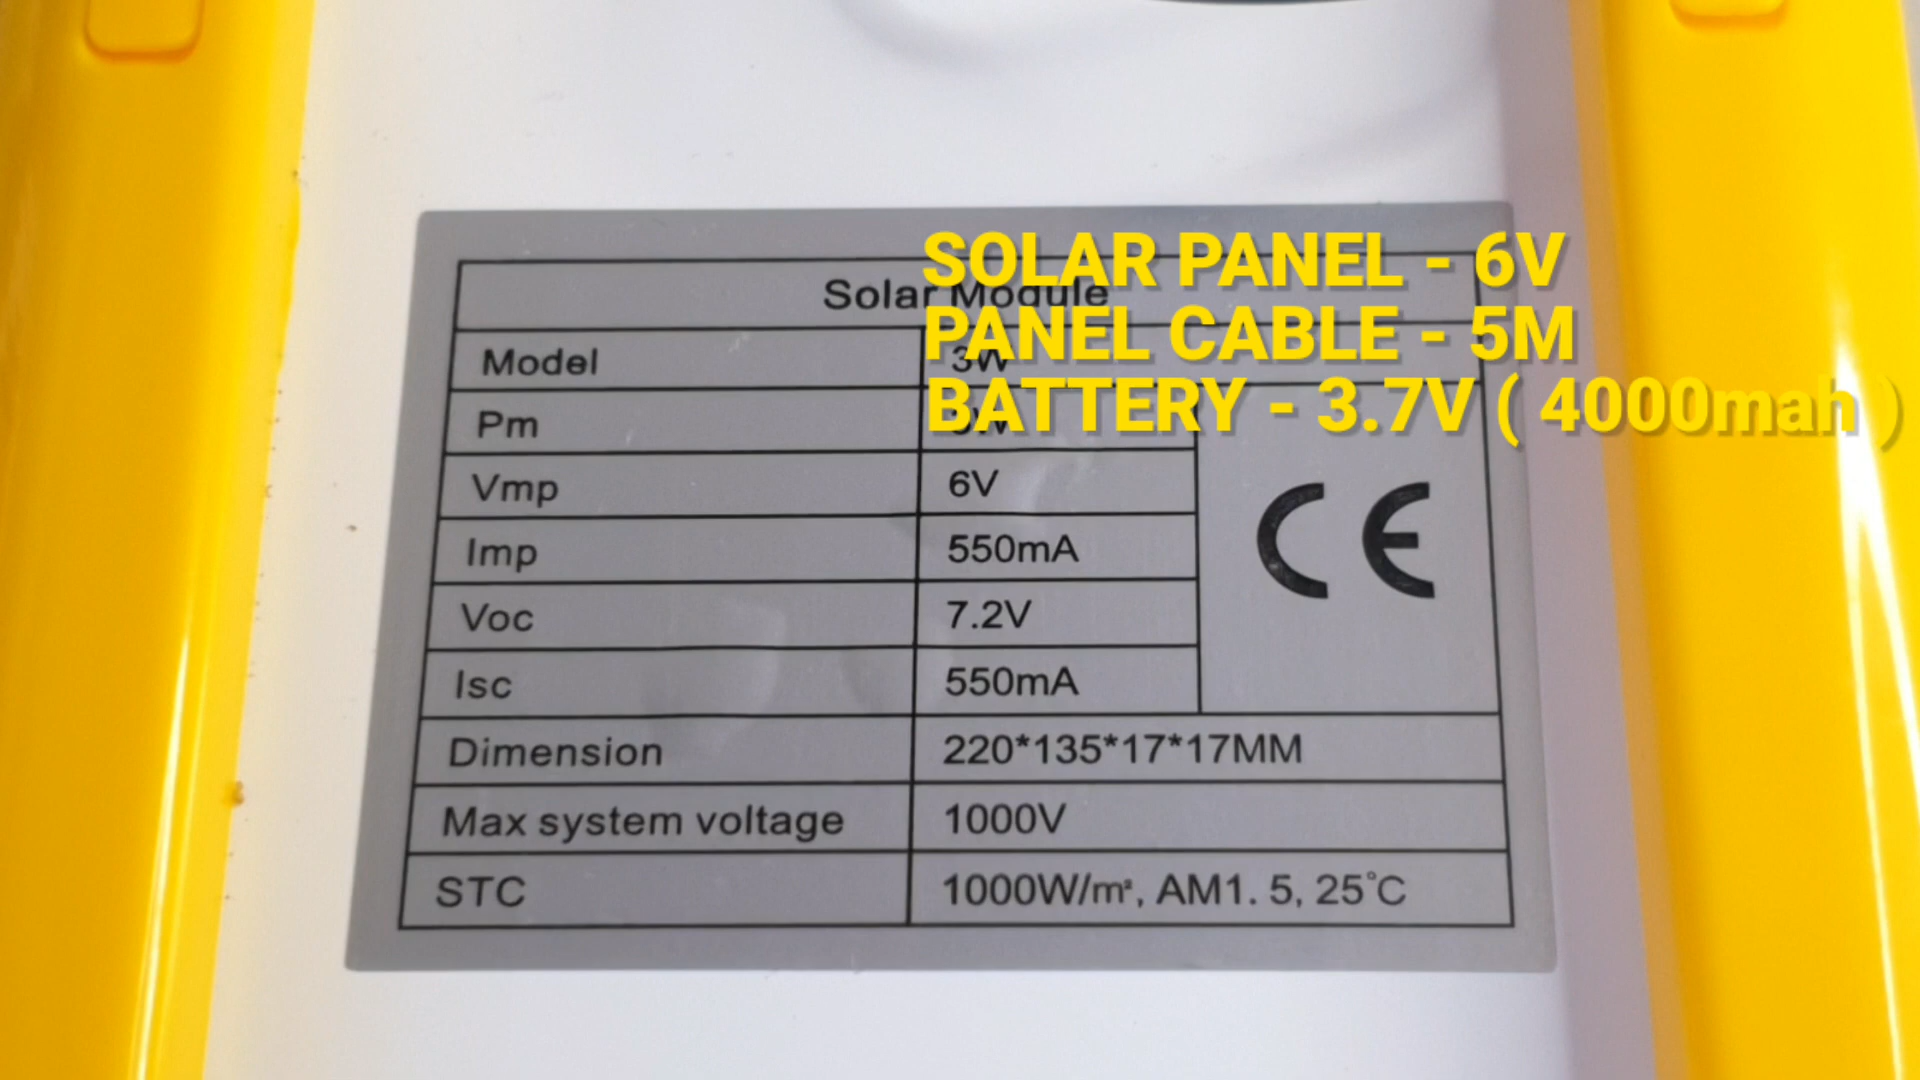 SOLAR PANEL - 6V
PANEL CABLE - 5M
BATTERY - 3.7V ( 4000mah )
Solar Module
Model 3W
Pm
Vmp 6V
Imp 550mA
Voc 7.2V
Isc 550mA
CE
Dimension 220*135*17*17MM
Max system voltage 1000V
STC 1000W/m², AM1. 5, 25°C